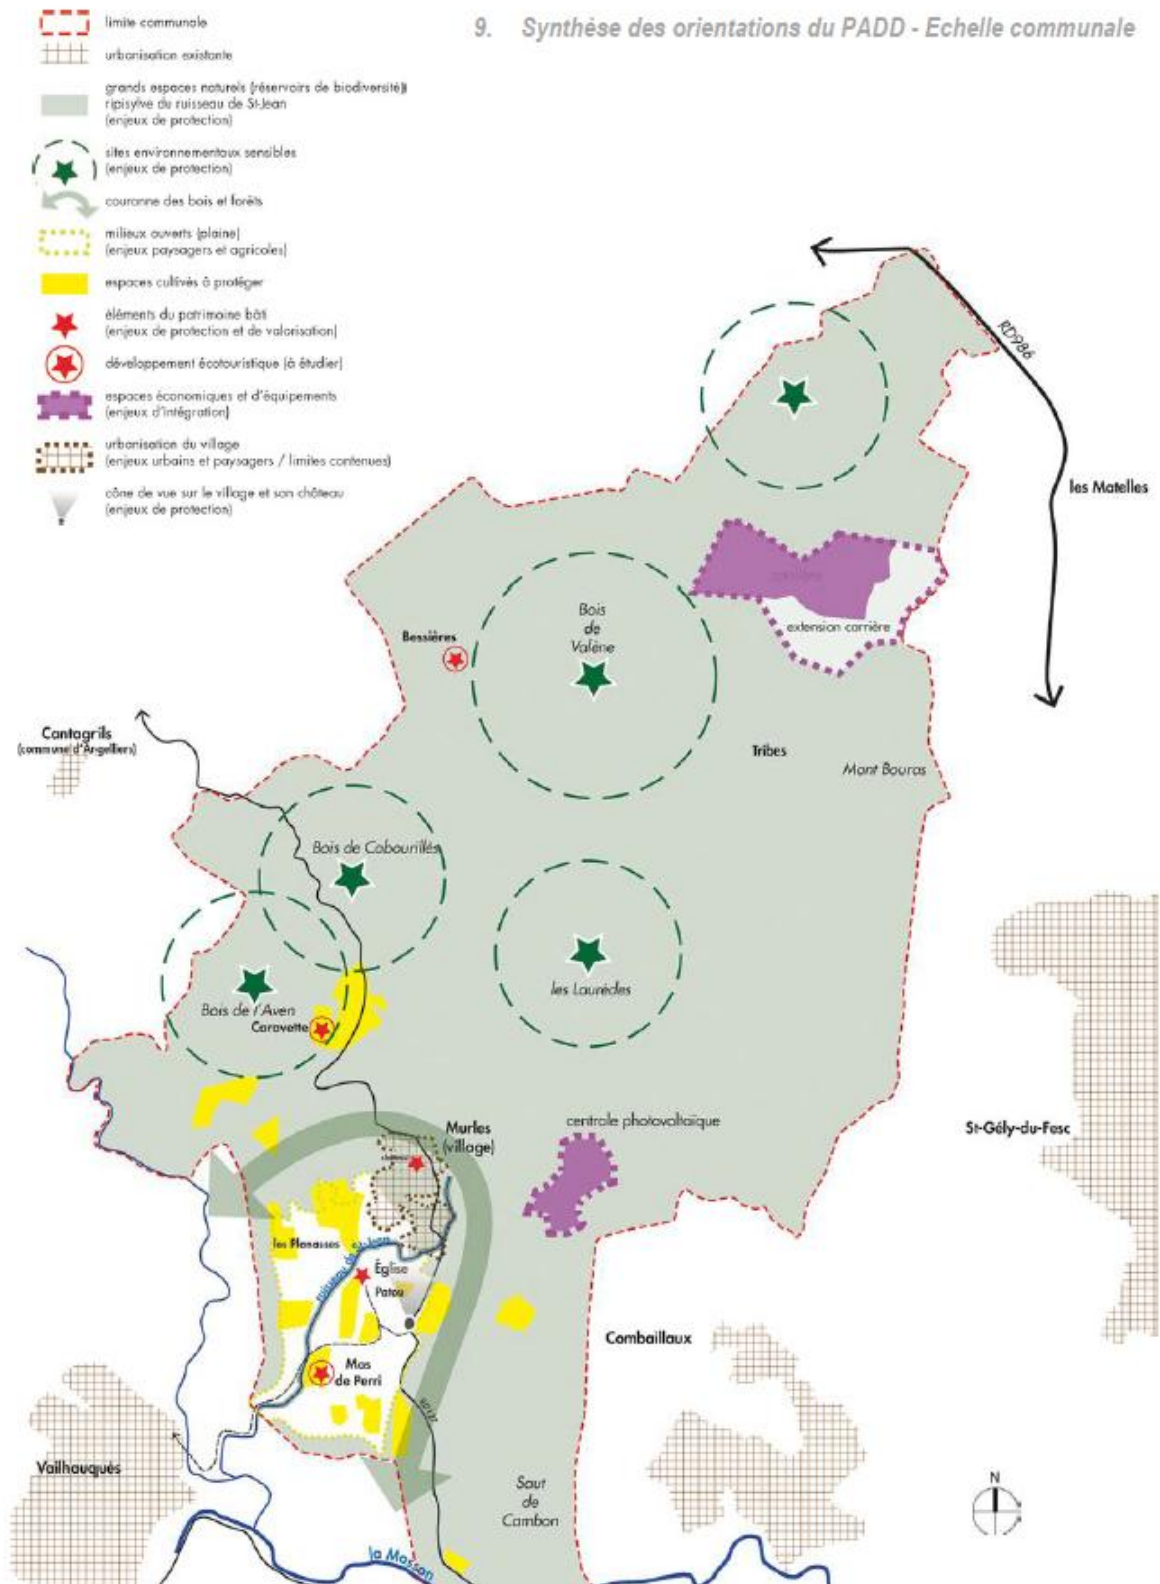 9. Synthèse des orientations du PADD - Echelle communale
limite communale
urbanisation existante
grands espaces naturels (réservoirs de biodiversité)
ripisylve du ruisseau de St-Jean
(enjeux de protection)
sites environnementaux sensibles
(enjeux de protection)
couronne des bois et forêts
milieux ouverts (plaine)
(enjeux paysagers et agricoles)
espaces cultivés à protéger
éléments du patrimoine bâti
(enjeux de protection et de valorisation)
développement écotouristique (à étudier)
espaces économiques et d'équipements
(enjeux d'intégration)
urbanisation du village
(enjeux urbains et paysagers / limites contenues)
cône de vue sur le village et son château
(enjeux de protection)
RD986
les Matelles
extension carrière
Bois
de
Valène
Bessières
Tribes
Mont Bouras
Cantagrils
(commune d'Argelliers)
Bois de Cabourillès
les Laurèdes
Bois de l'Aven
Caravette
centrale photovoltaïque
Murles
(village)
château
St-Gély-du-Fesc
les Planasses
ruisseau de St-Jean
Église
Patou
Combaillaux
Mas
de Perri
RD127
Vailhauquès
Saut
de
Cambon
N
la Mosson